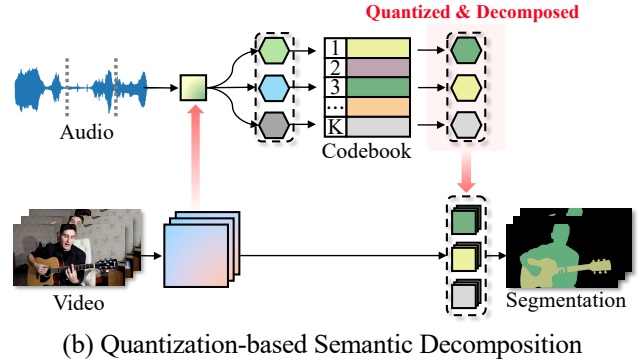 Quantized & Decomposed
1
2
3
...
K
Audio
Codebook
Video
Segmentation
(b) Quantization-based Semantic Decomposition